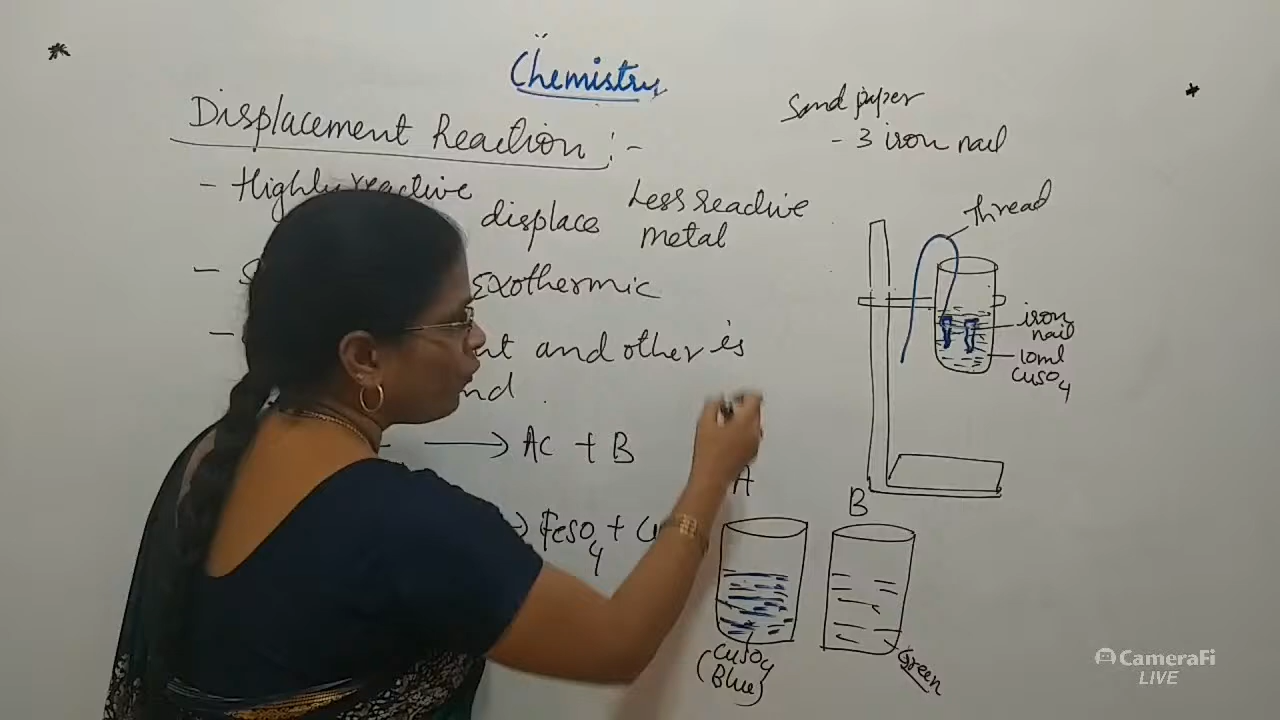 Chemistry
Displacement Reaction :-
- Highly reactive
displace
Less reactive
metal
Exothermic
and other is
→ Ac + B
→ FeSO4 + Cu
Sand paper
- 3 iron nail
thread
iron
nail
10ml
CuSO4
A
B
CuSO4
(Blue)
Green
CameraFi
LIVE